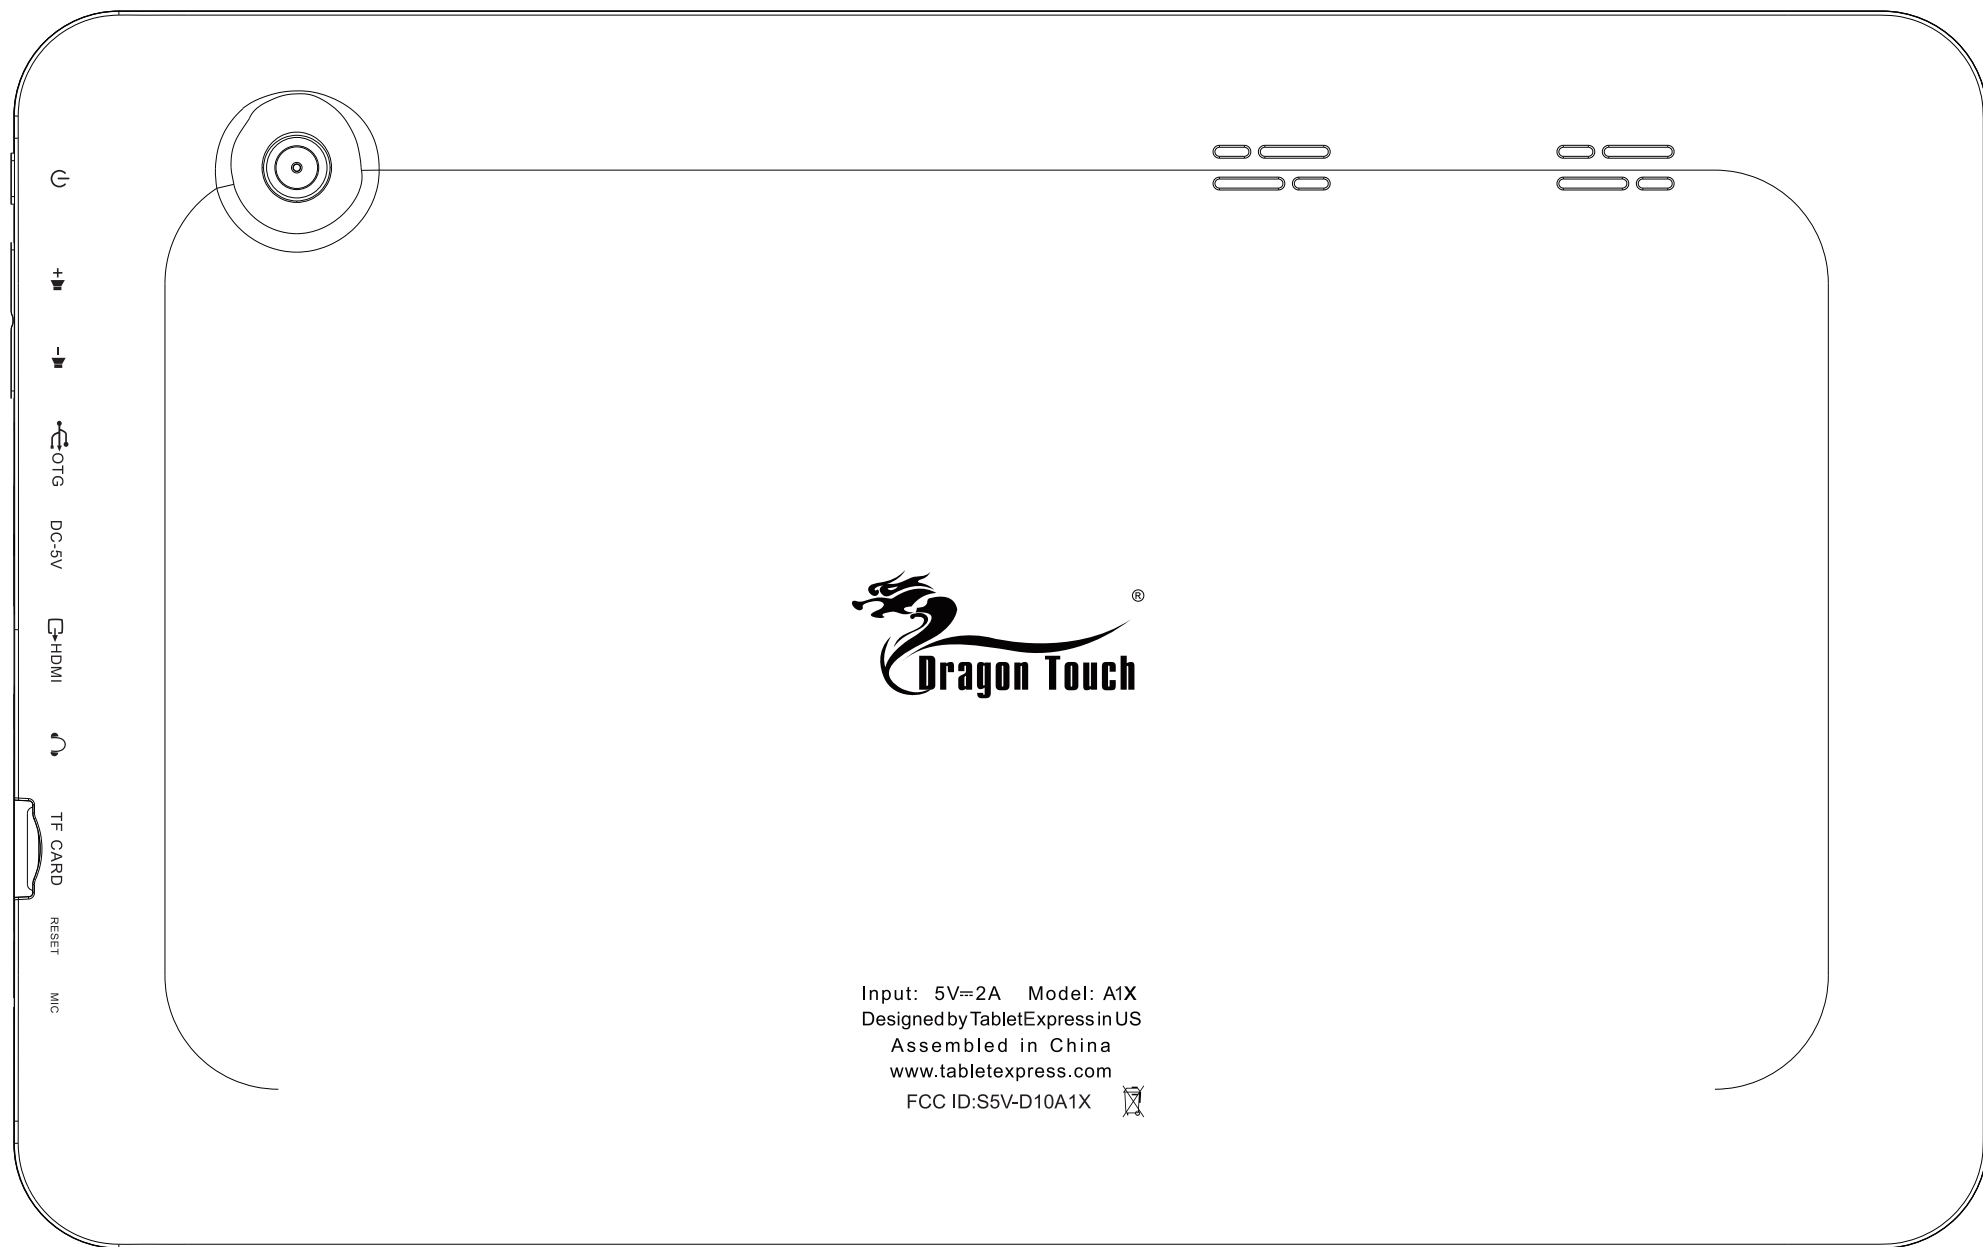 +
-
OTG
DC-5V
HDMI
TF CARD
RESET
MIC
®
Dragon Touch
Input: 5V⎓2A Model: A1X
Designed by TabletExpress in US
Assembled in China
www.tabletexpress.com
FCC ID:S5V-D10A1X